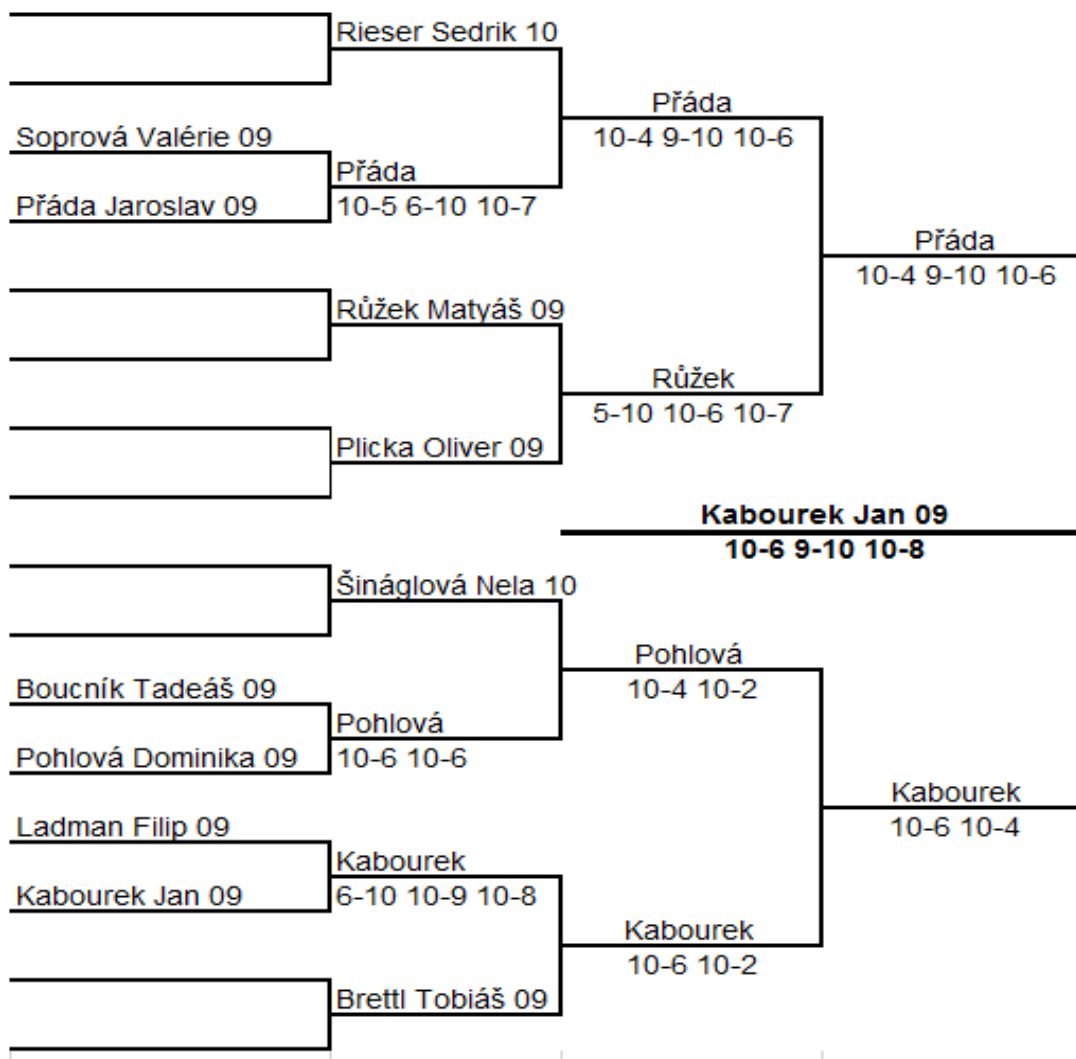 Rieser Sedrik 10
Přáda
10-4 9-10 10-6
Soprová Valérie 09
Přáda
10-5 6-10 10-7
Přáda Jaroslav 09
Přáda
10-4 9-10 10-6
Růžek Matyáš 09
Růžek
5-10 10-6 10-7
Plicka Oliver 09
Kabourek Jan 09
10-6 9-10 10-8
Šináglová Nela 10
Pohlová
10-4 10-2
Boucník Tadeáš 09
Pohlová
10-6 10-6
Pohlová Dominika 09
Kabourek
10-6 10-4
Ladman Filip 09
Kabourek
6-10 10-9 10-8
Kabourek Jan 09
Kabourek
10-6 10-2
Brettl Tobiáš 09